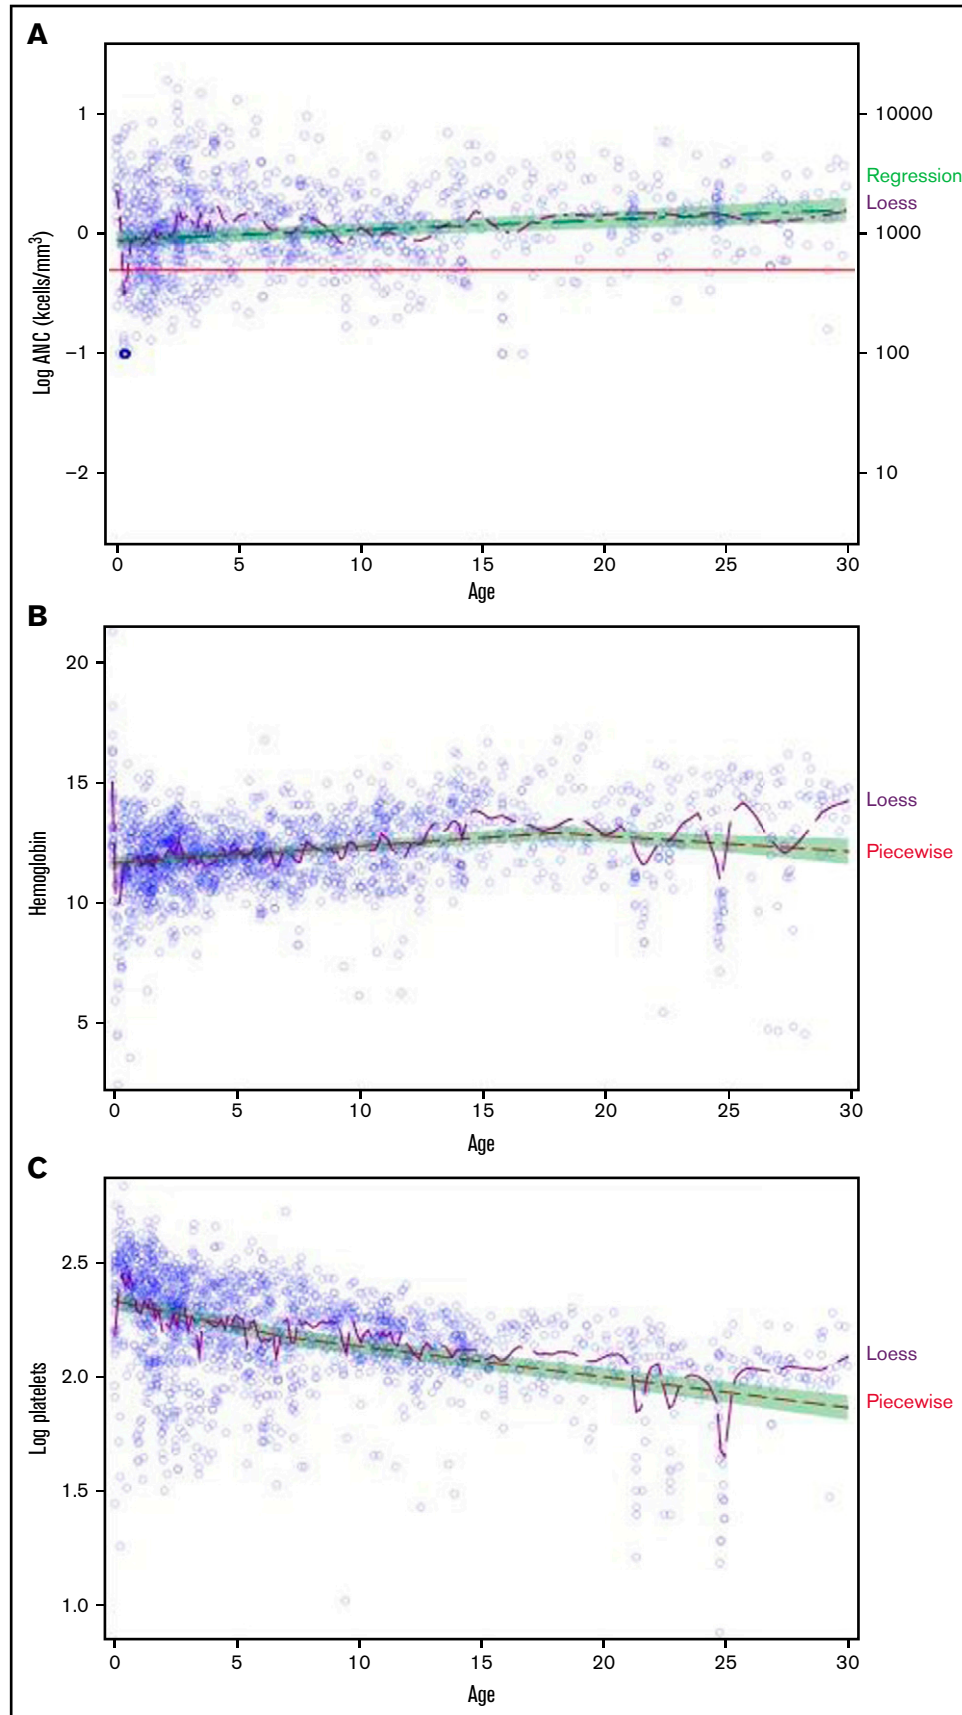 A
1
0
−1
−2
Log ANC (kcells/mm³)
10000
1000
100
10
Regression
Loess
0 5 10 15 20 25 30
Age
B
20
15
10
5
Hemoglobin
Loess
Piecewise
0 5 10 15 20 25 30
Age
C
2.5
2.0
1.5
1.0
Log platelets
Loess
Piecewise
0 5 10 15 20 25 30
Age